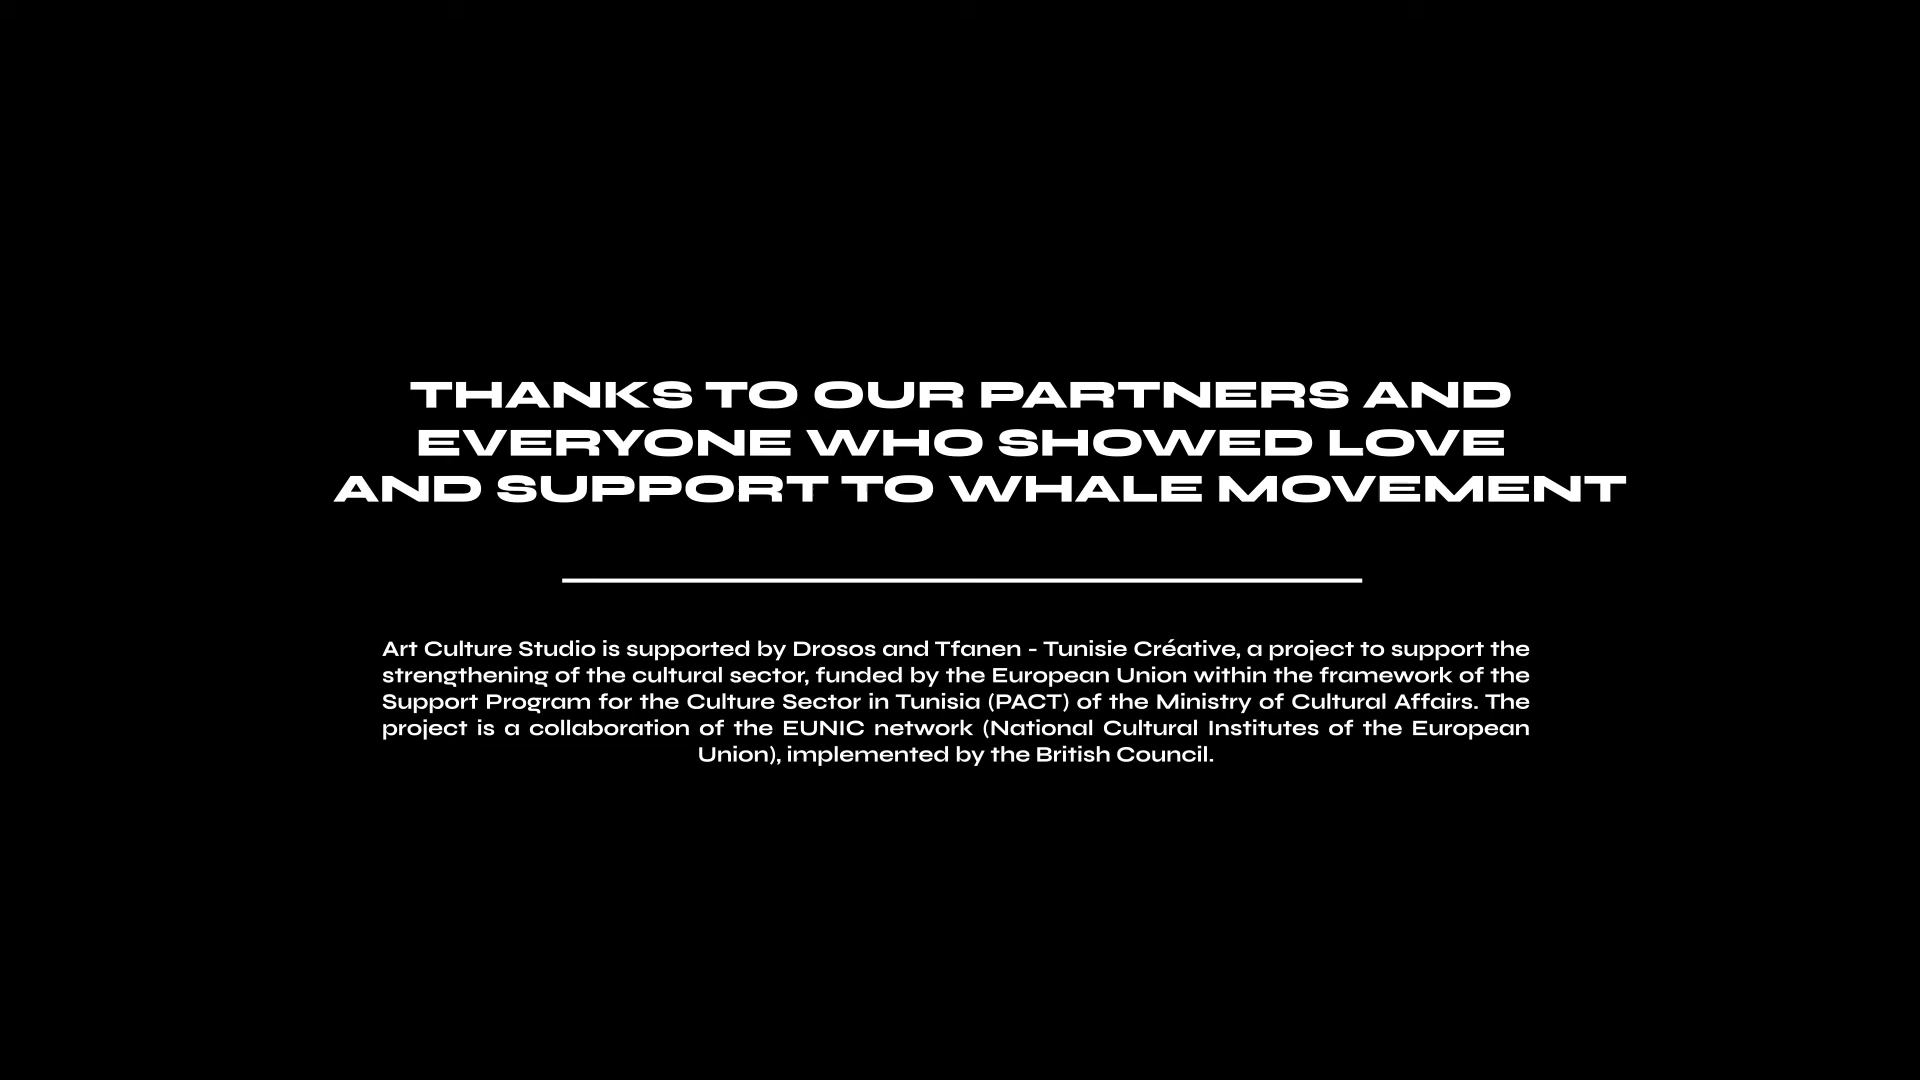 THANKS TO OUR PARTNERS AND
EVERYONE WHO SHOWED LOVE
AND SUPPORT TO WHALE MOVEMENT
Art Culture Studio is supported by Drosos and Tfanen - Tunisie Créative, a project to support the
strengthening of the cultural sector, funded by the European Union within the framework of the
Support Program for the Culture Sector in Tunisia (PACT) of the Ministry of Cultural Affairs. The
project is a collaboration of the EUNIC network (National Cultural Institutes of the European
Union), implemented by the British Council.